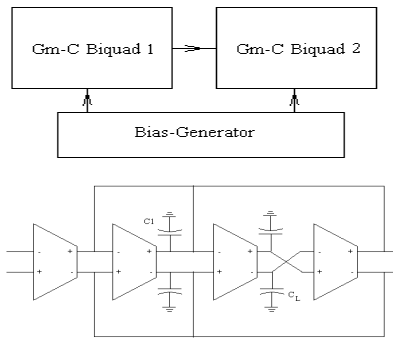 Gm-C Biquad 1
Gm-C Biquad 2
Bias-Generator
C1
- + - + - + - +
+ - + - + - + -
CL